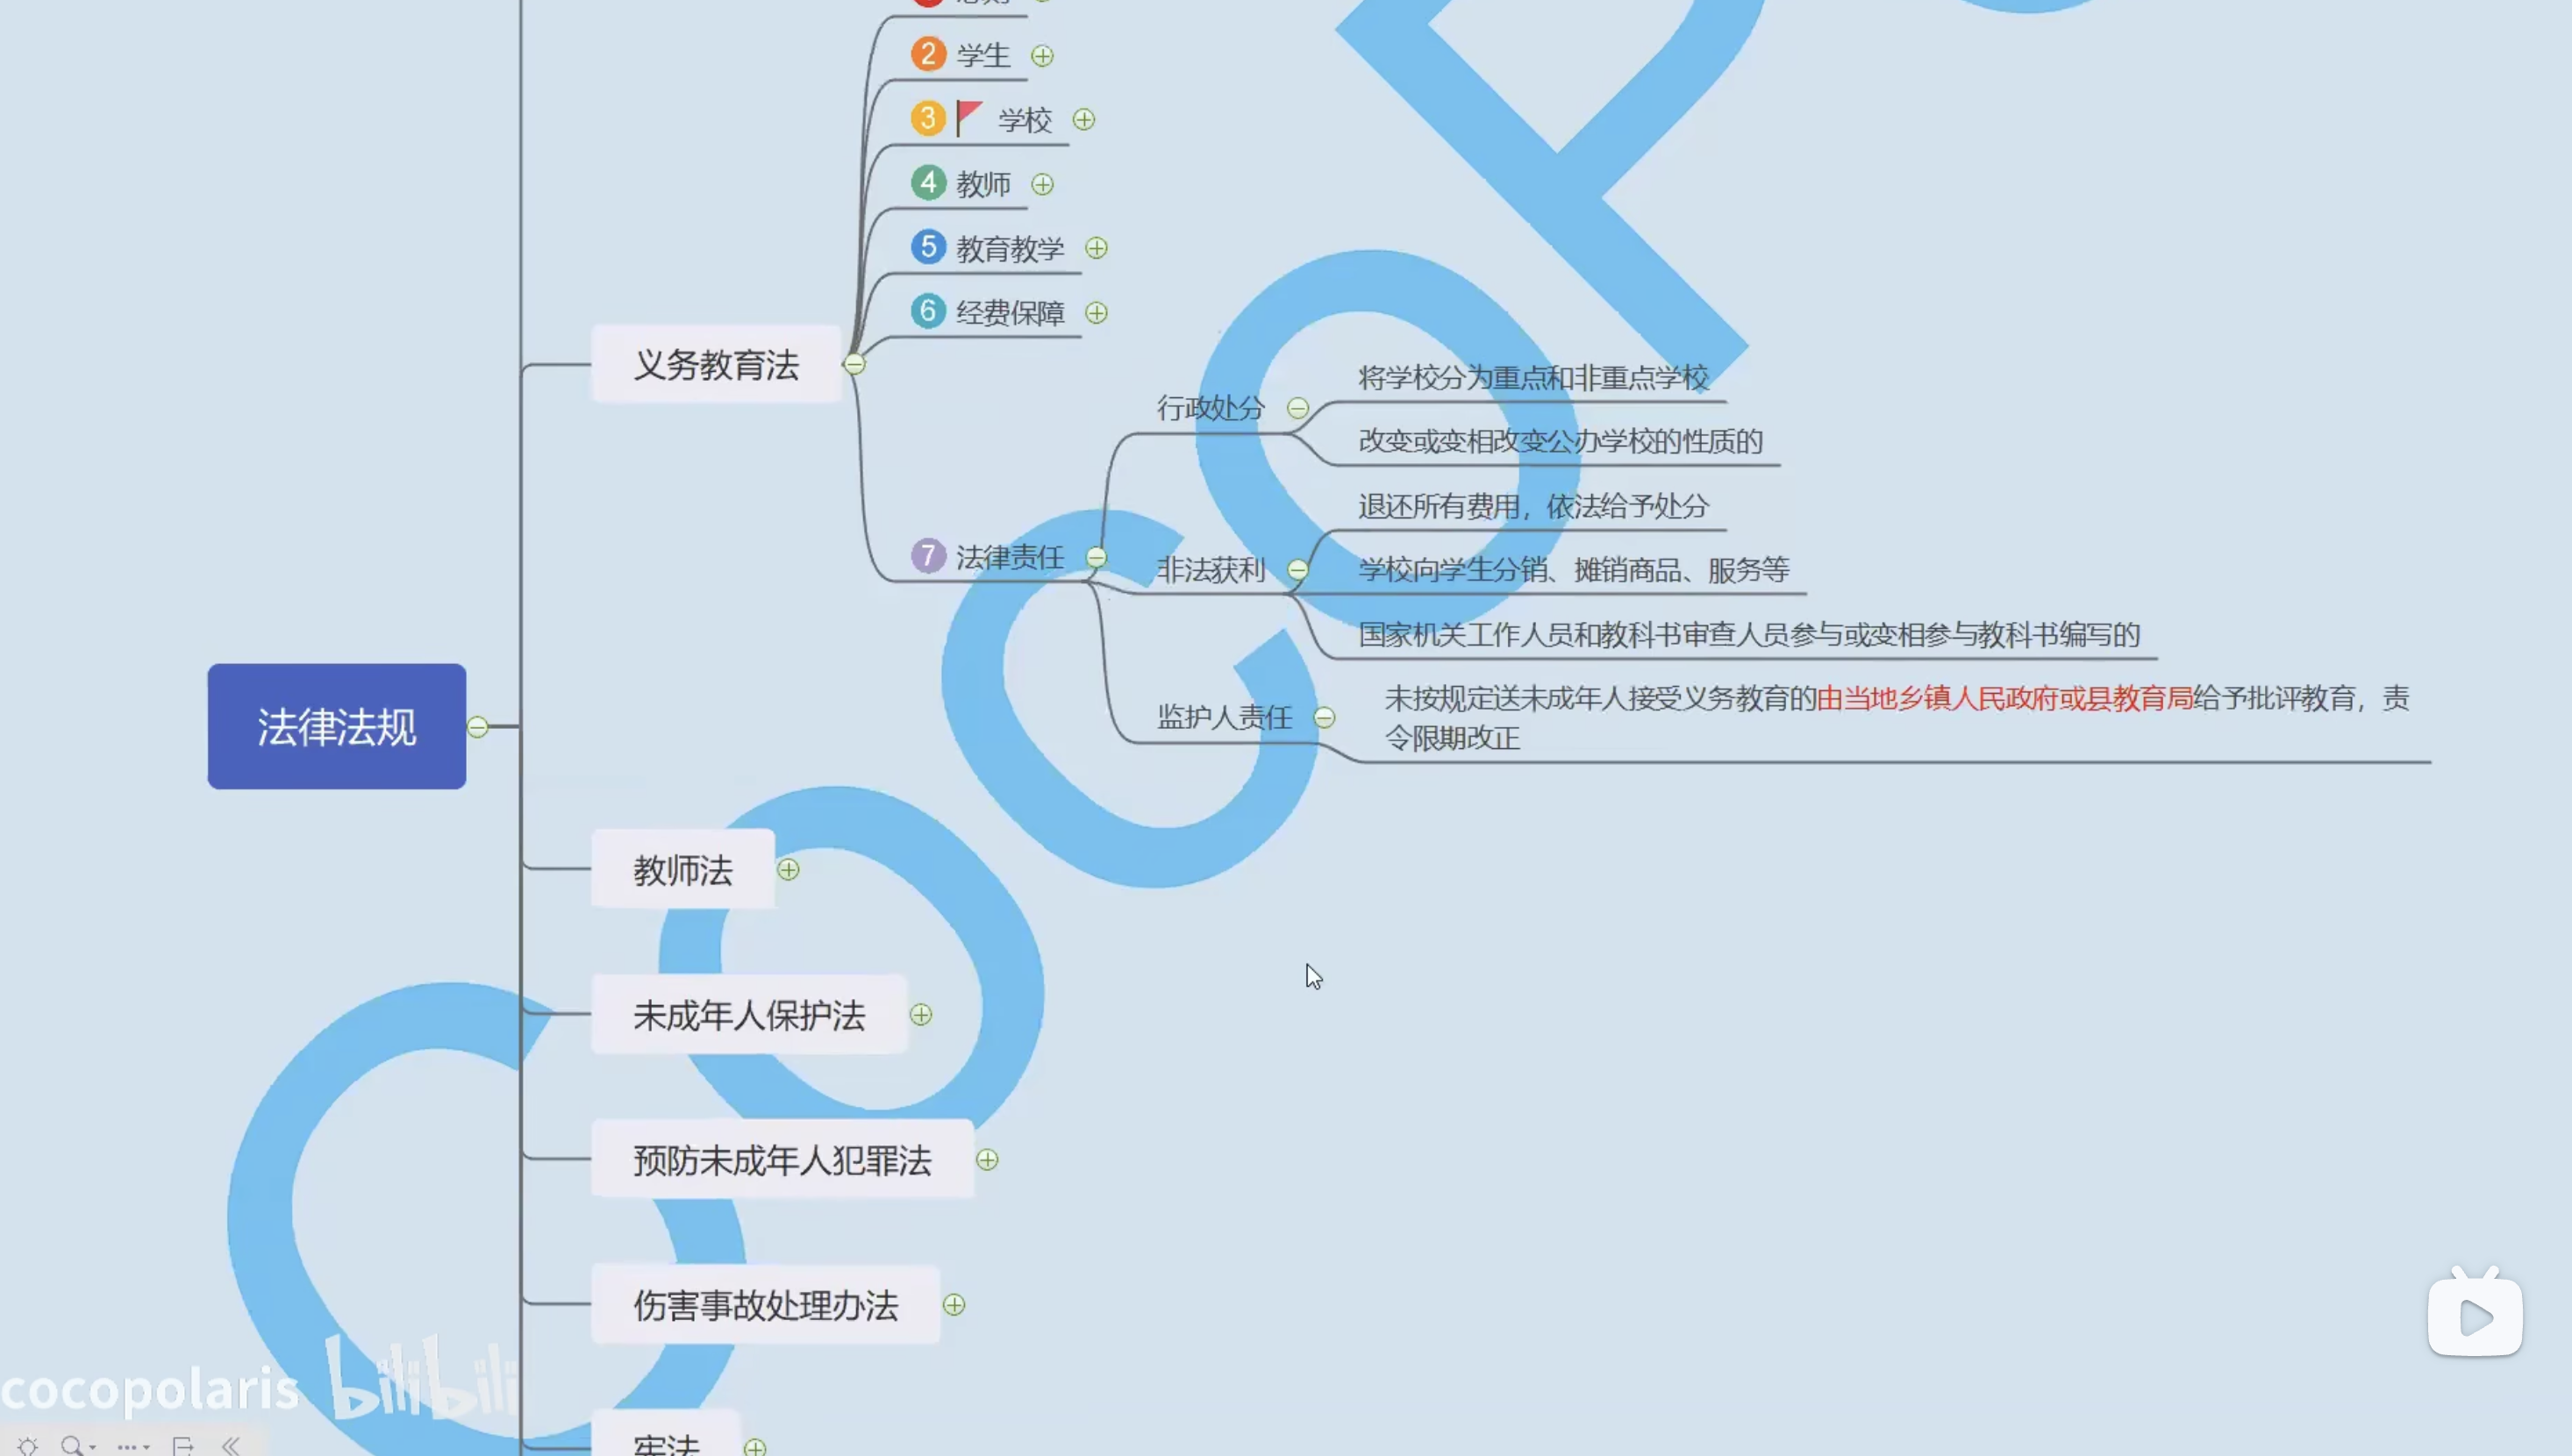 2 学生
3 学校
4 教师
5 教育教学
6 经费保障
义务教育法
将学校分为重点和非重点学校
行政处分
改变或变相改变公办学校的性质的
退还所有费用，依法给予处分
7 法律责任
非法获利
学校向学生分销、摊销商品、服务等
国家机关工作人员和教科书审查人员参与或变相参与教科书编写的
监护人责任
未按规定送未成年人接受义务教育的由当地乡镇人民政府或县教育局给予批评教育，责
令限期改正
法律法规
教师法
未成年人保护法
预防未成年人犯罪法
伤害事故处理办法
宪法
cocopolaris bilibili